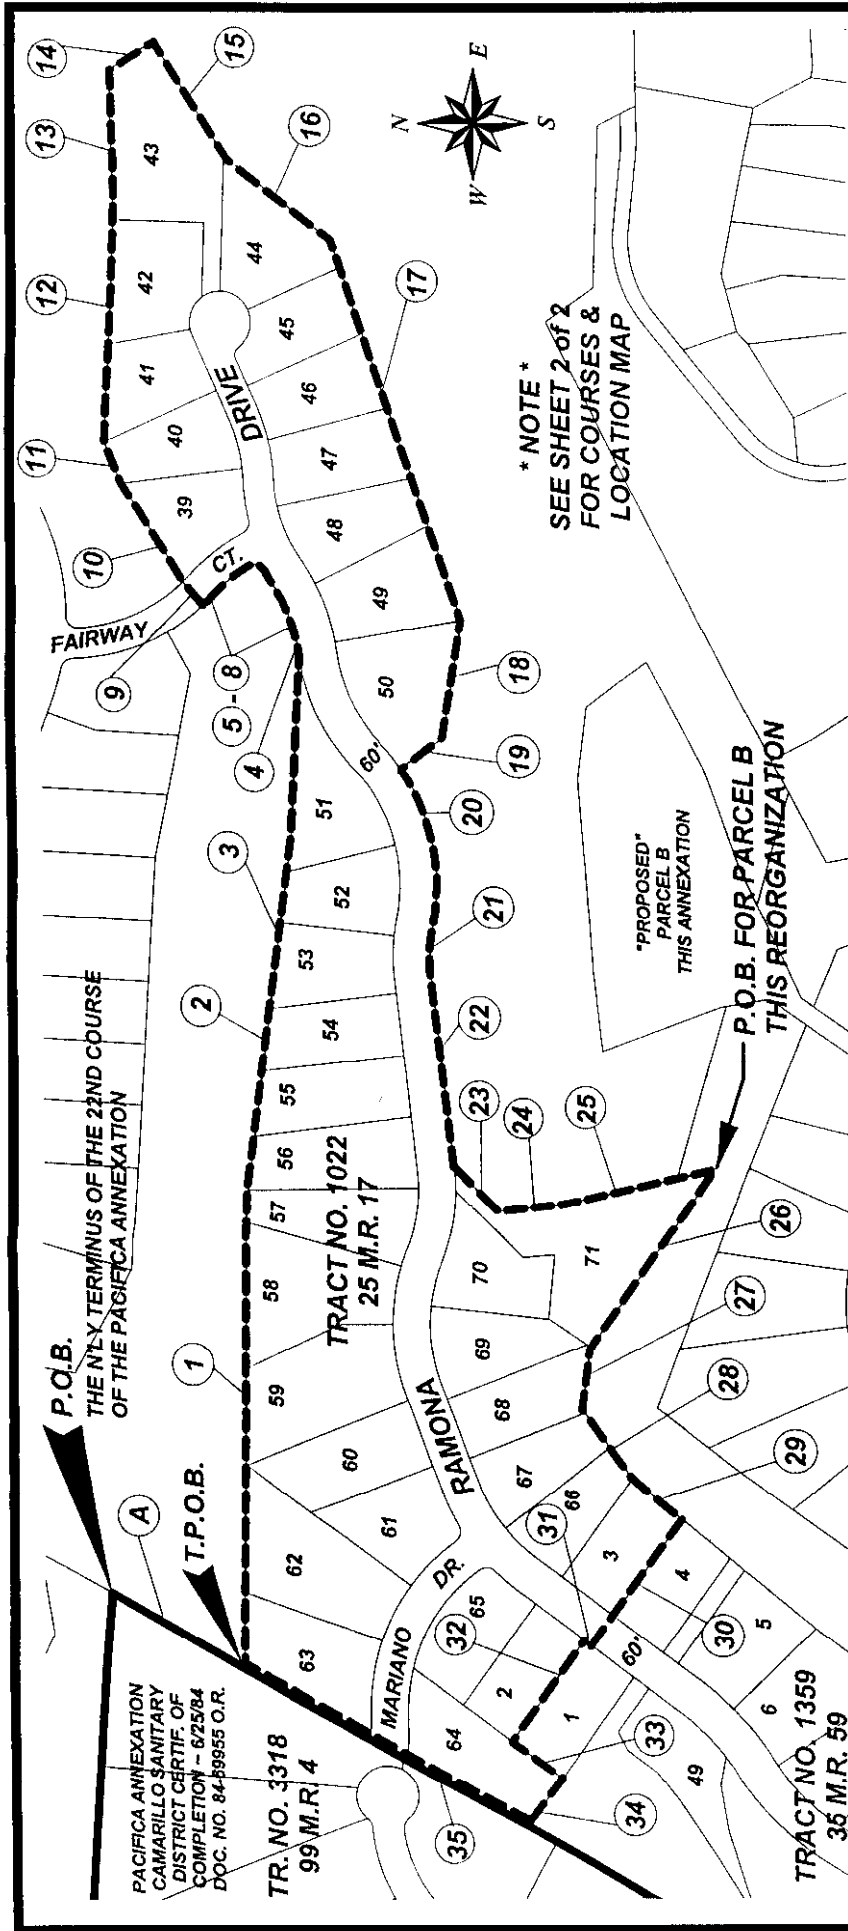 P.O.B.
THE N'LY TERMINUS OF THE 22ND COURSE
OF THE PACIFICA ANNEXATION
A
T.P.O.B.
PACIFICA ANNEXATION
CAMARILLO SANITARY
DISTRICT CERTIF. OF
COMPLETION - 6/25/84
DOC. NO. 84-69955 O.R.
TR. NO. 3318
99 M.R. 4
1
2
3
4
5 - 8
9
10
11
12
13
14
15
16
17
18
19
20
21
22
23
24
25
26
27
28
29
30
31
32
33
34
35
FAIRWAY
CT.
DRIVE
RAMONA
MARIANO
DR.
60'
60'
TRACT NO. 1022
25 M.R. 17
39
40
41
42
43
44
45
46
47
48
49
50
51
52
53
54
55
56
57
58
59
60
61
62
63
64
65
66
67
68
69
70
71
1
2
3
4
5
6
49
TRACT NO. 1359
35 M.R. 59
N
E
S
W
* NOTE *
SEE SHEET 2 of 2
FOR COURSES &
LOCATION MAP
"PROPOSED"
PARCEL B
THIS ANNEXATION
P.O.B. FOR PARCEL B
THIS REORGANIZATION